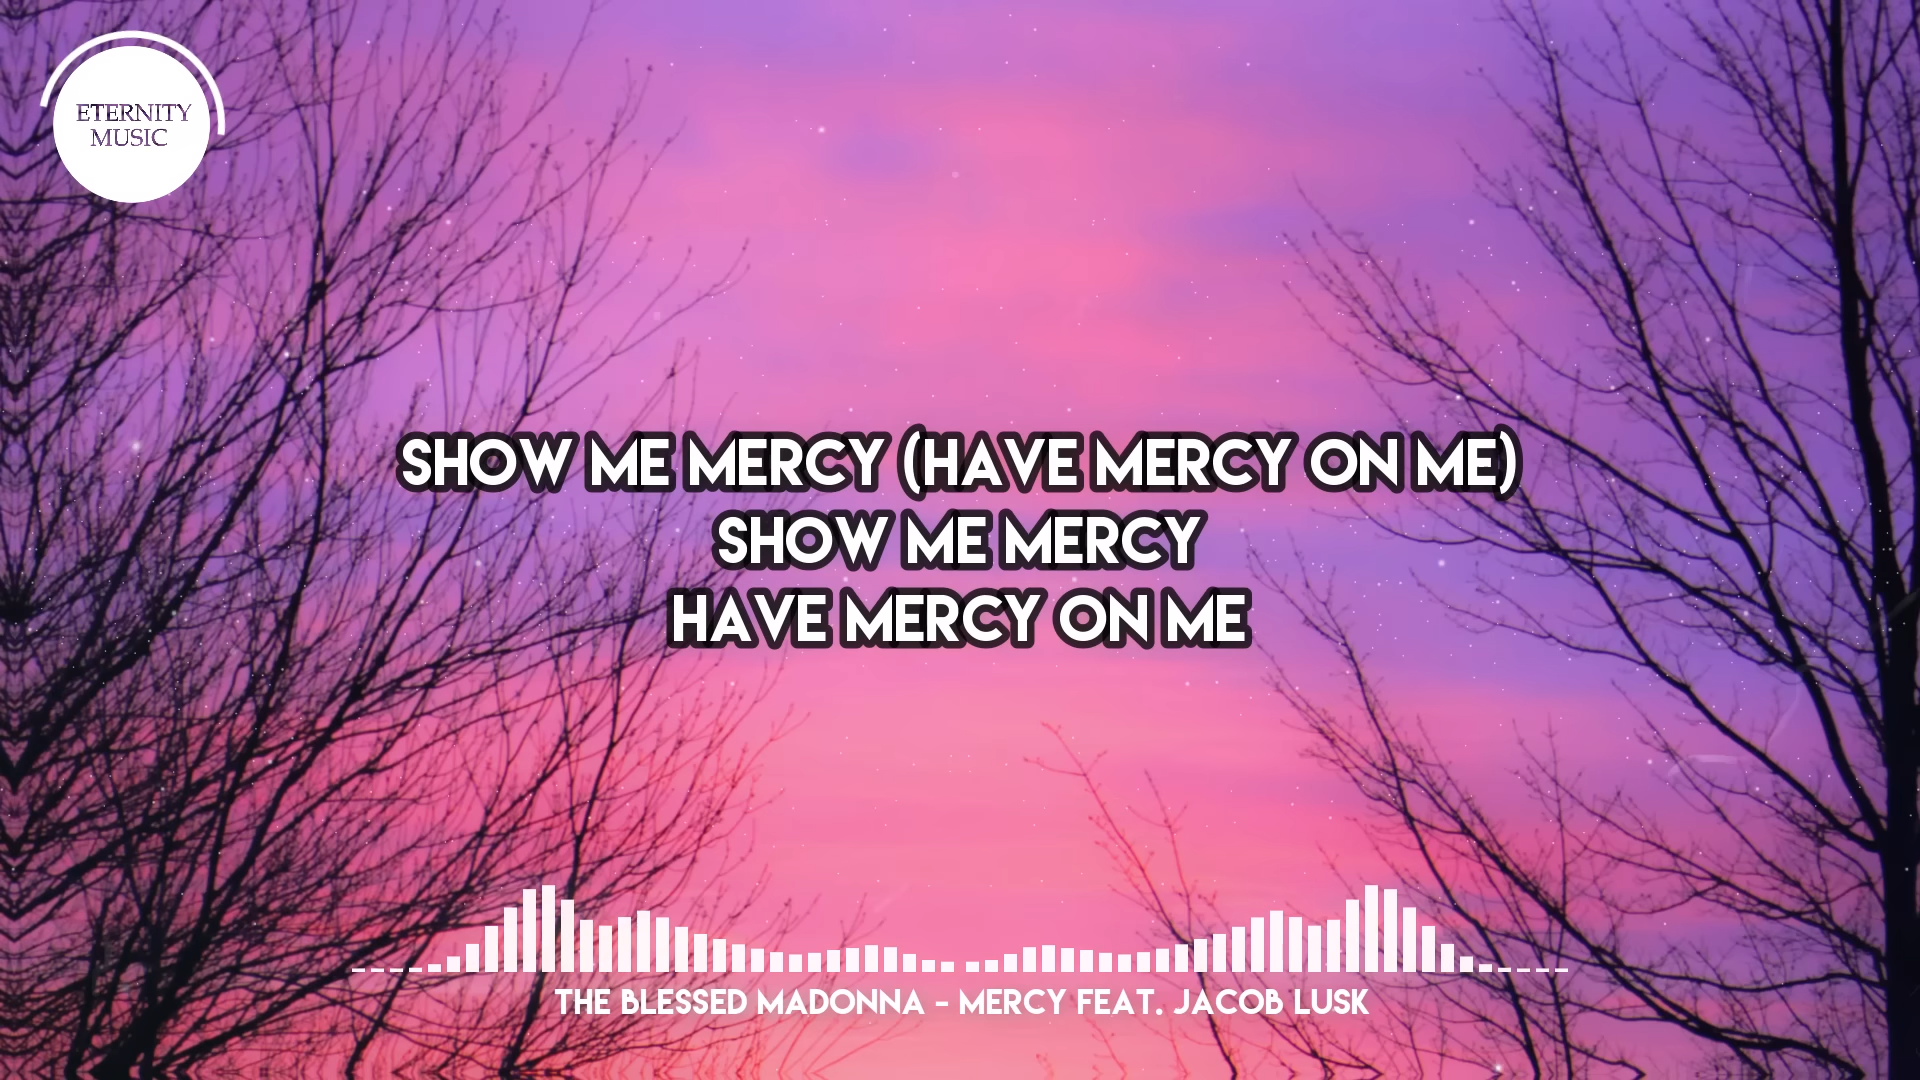 ETERNITY
MUSIC
SHOW ME MERCY (HAVE MERCY ON ME)
SHOW ME MERCY
HAVE MERCY ON ME
THE BLESSED MADONNA - MERCY FEAT. JACOB LUSK